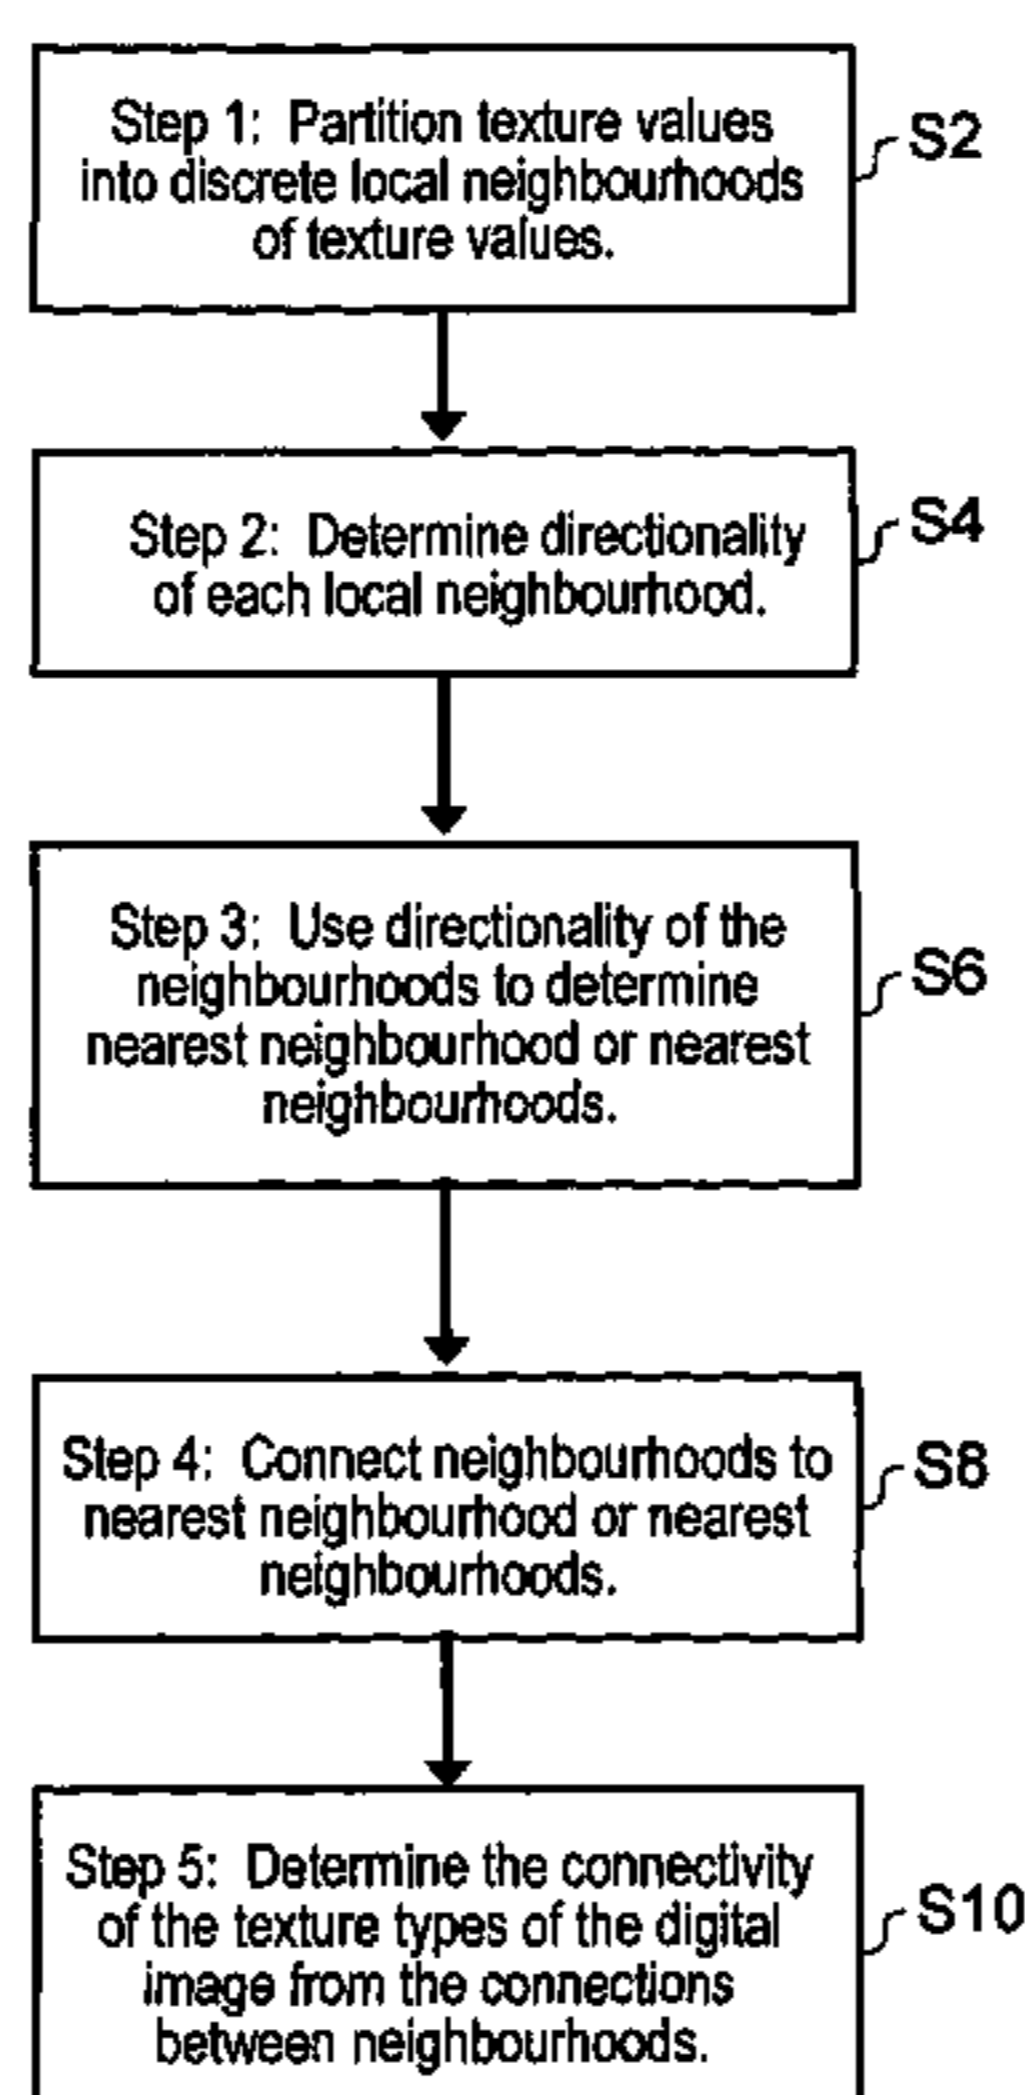 Step 1: Partition texture values
into discrete local neighbourhoods
of texture values.
S2
Step 2: Determine directionality
of each local neighbourhood.
S4
Step 3: Use directionality of the
neighbourhoods to determine
nearest neighbourhood or nearest
neighbourhoods.
S6
Step 4: Connect neighbourhoods to
nearest neighbourhood or nearest
neighbourhoods.
S8
Step 5: Determine the connectivity
of the texture types of the digital
image from the connections
between neighbourhoods.
S10